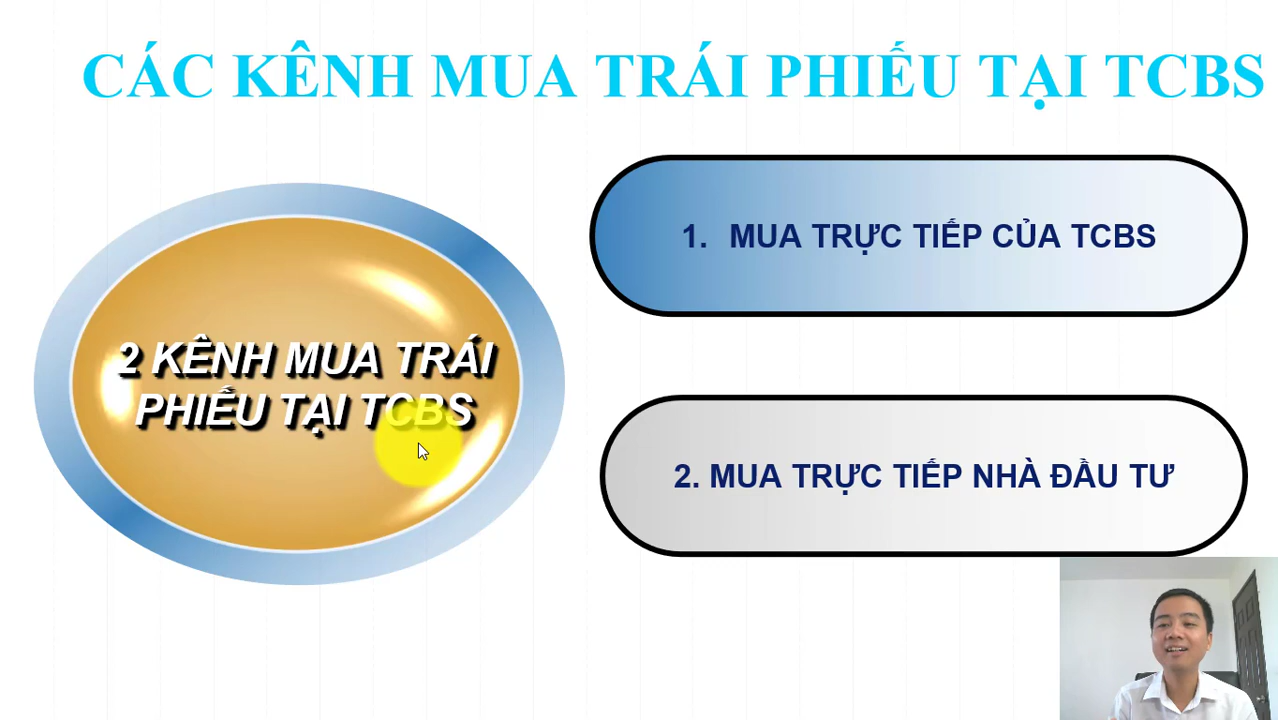 CÁC KÊNH MUA TRÁI PHIẾU TẠI TCBS
2 KÊNH MUA TRÁI
PHIẾU TẠI TCBS
1. MUA TRỰC TIẾP CỦA TCBS
2. MUA TRỰC TIẾP NHÀ ĐẦU TƯ